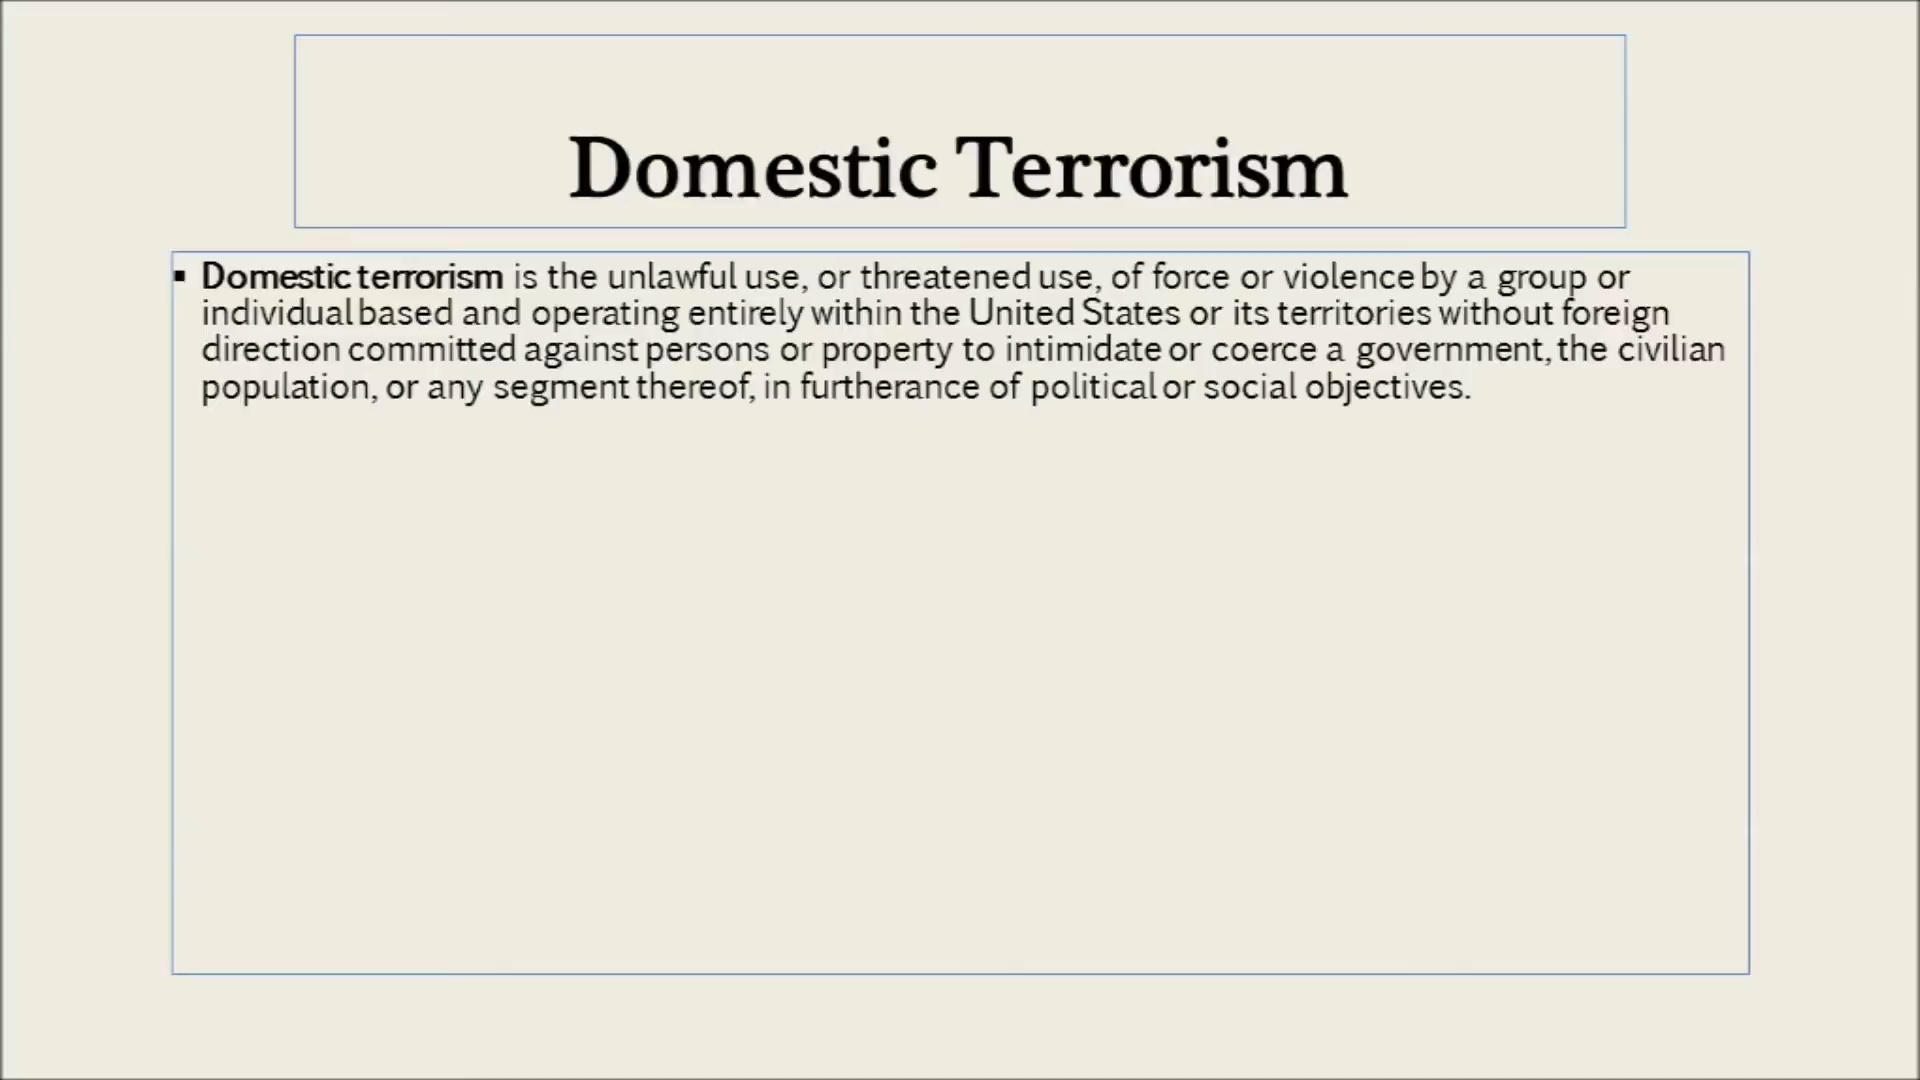 Domestic Terrorism
▪ Domestic terrorism is the unlawful use, or threatened use, of force or violence by a group or
individual based and operating entirely within the United States or its territories without foreign
direction committed against persons or property to intimidate or coerce a government, the civilian
population, or any segment thereof, in furtherance of political or social objectives.